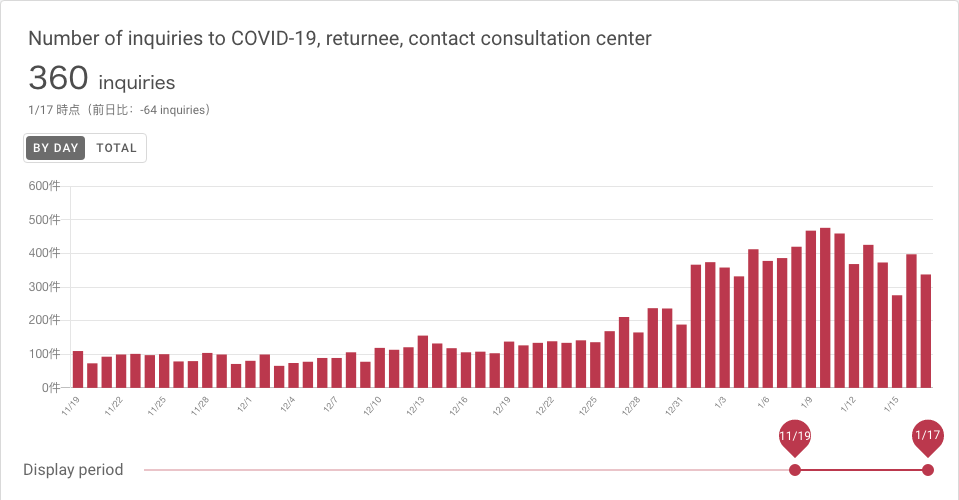 Number of inquiries to COVID-19, returnee, contact consultation center
360 inquiries
1/17 時点（前日比：-64 inquiries）
BY DAY TOTAL
600件
500件
400件
300件
200件
100件
0件
11/19 11/22 11/25 11/28 12/1 12/4 12/7 12/10 12/13 12/16 12/19 12/22 12/25 12/28 12/31 1/3 1/6 1/9 1/12 1/15
11/19 1/17
Display period